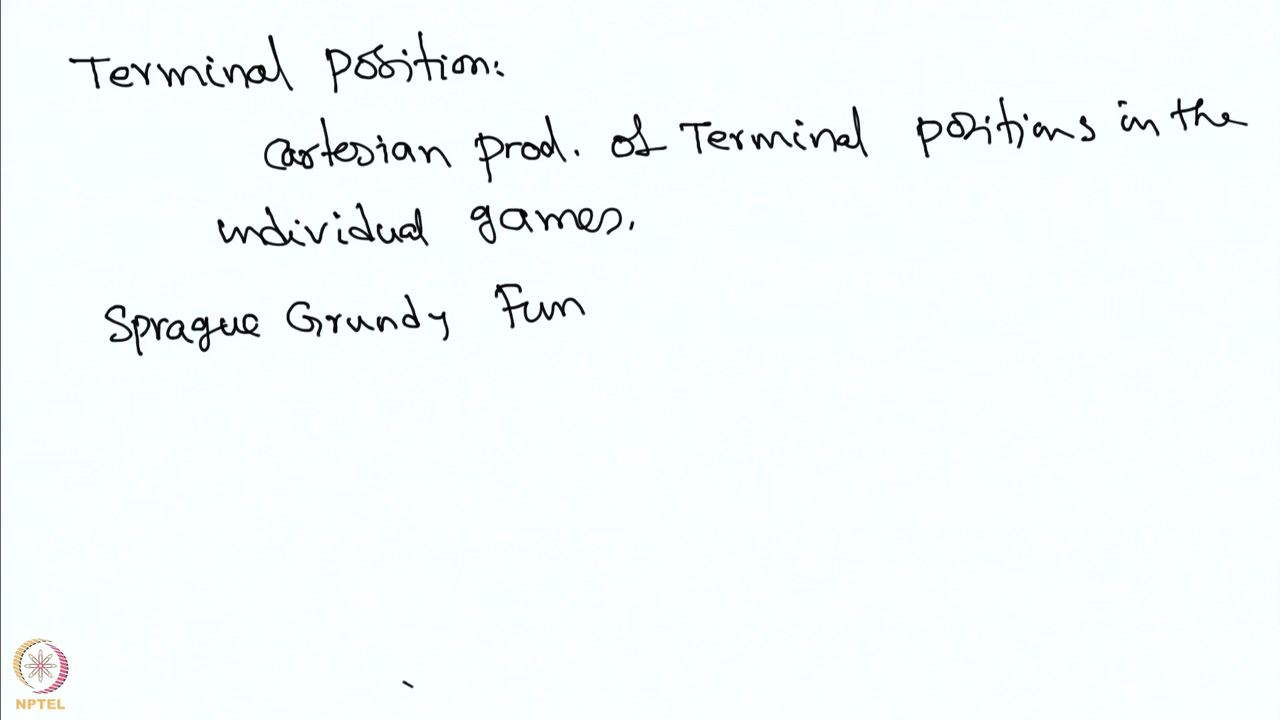 Terminal position:
cartesian prod. of Terminal positions in the
individual games.
Sprague Grundy Fun
NPTEL